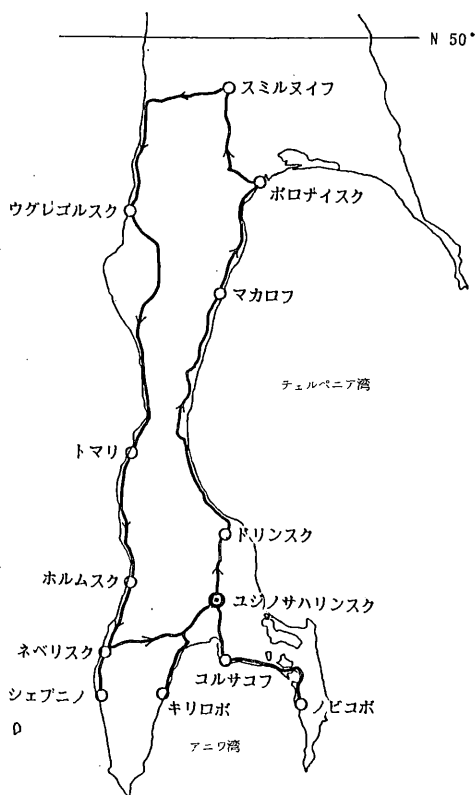 N 50°
スミルヌイフ
ポロナイスク
ウグレゴルスク
マカロフ
チェルペニア湾
トマリ
ドリンスク
ホルムスク
ユジノサハリンスク
ネベリスク
コルサコフ
シェブニノ
キリロボ
ノビコボ
アニワ湾